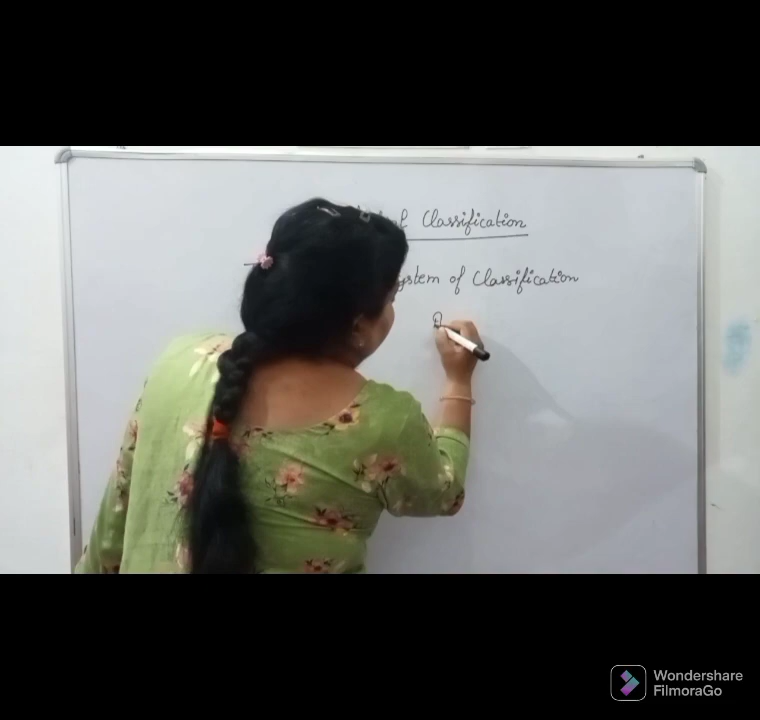 Classification
System of Classification
Wondershare
FilmoraGo